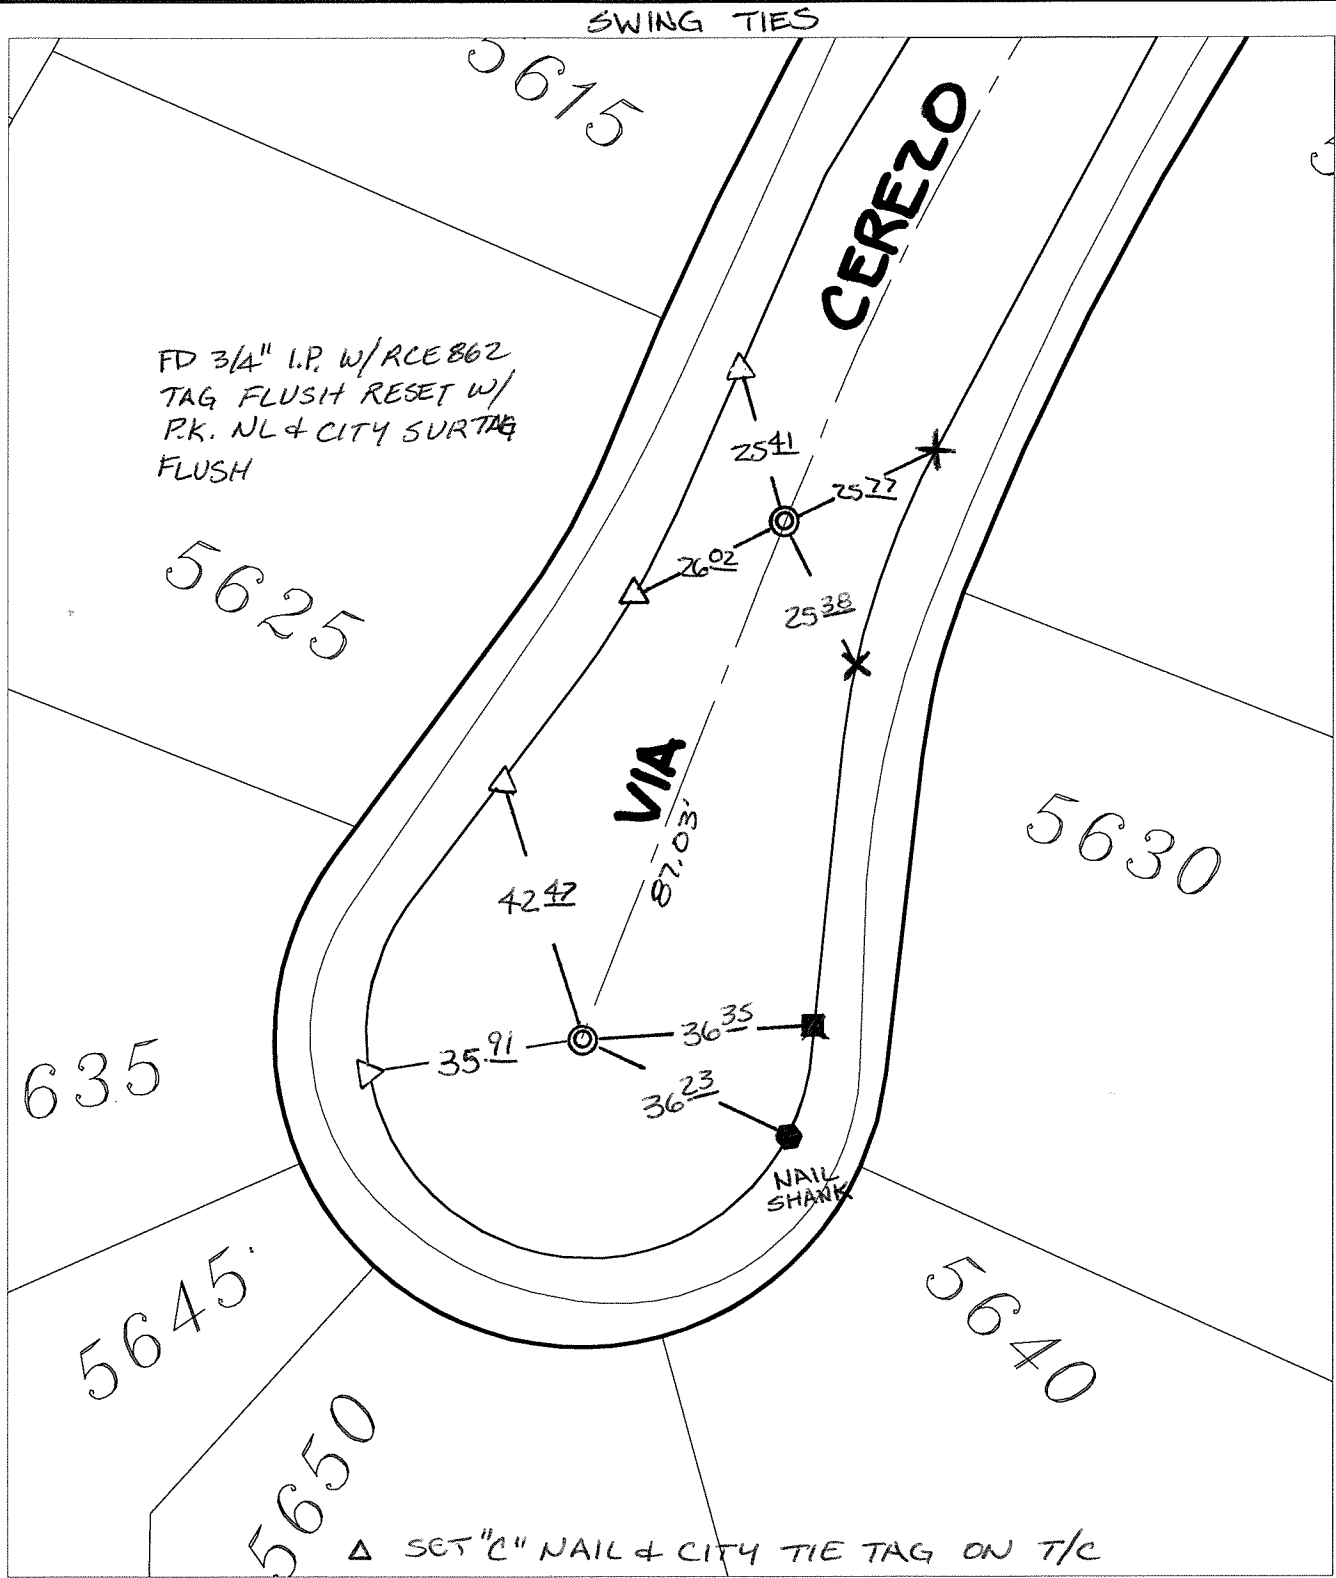 SWING TIES
5615
CEREZO
FD 3/4" I.P. W/RCE 862
TAG FLUSH RESET W/
P.K. NL & CITY SUR TAG
FLUSH
25 41
25 77
26 02
25 38
5625
VIA
87.03'
5630
42 47
36 35
35.91
36 23
635
NAIL
SHANK
5645
5640
5650
△ SET "C" NAIL & CITY TIE TAG ON T/C